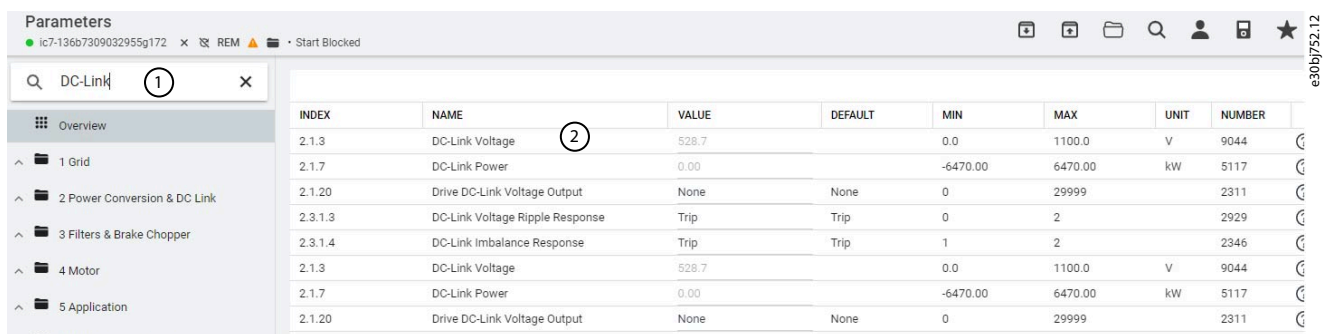 Parameters
ic7-136b7309032955g172 REM • Start Blocked
e30bj752.12
DC-Link 1
Overview
1 Grid
2 Power Conversion & DC Link
3 Filters & Brake Chopper
4 Motor
5 Application
2
INDEX NAME VALUE DEFAULT MIN MAX UNIT NUMBER
2.1.3 DC-Link Voltage 528.7 0.0 1100.0 V 9044
2.1.7 DC-Link Power 0.00 -6470.00 6470.00 kW 5117
2.1.20 Drive DC-Link Voltage Output None None 0 29999 2311
2.3.1.3 DC-Link Voltage Ripple Response Trip Trip 0 2 2929
2.3.1.4 DC-Link Imbalance Response Trip Trip 1 2 2346
2.1.3 DC-Link Voltage 528.7 0.0 1100.0 V 9044
2.1.7 DC-Link Power 0.00 -6470.00 6470.00 kW 5117
2.1.20 Drive DC-Link Voltage Output None None 0 29999 2311